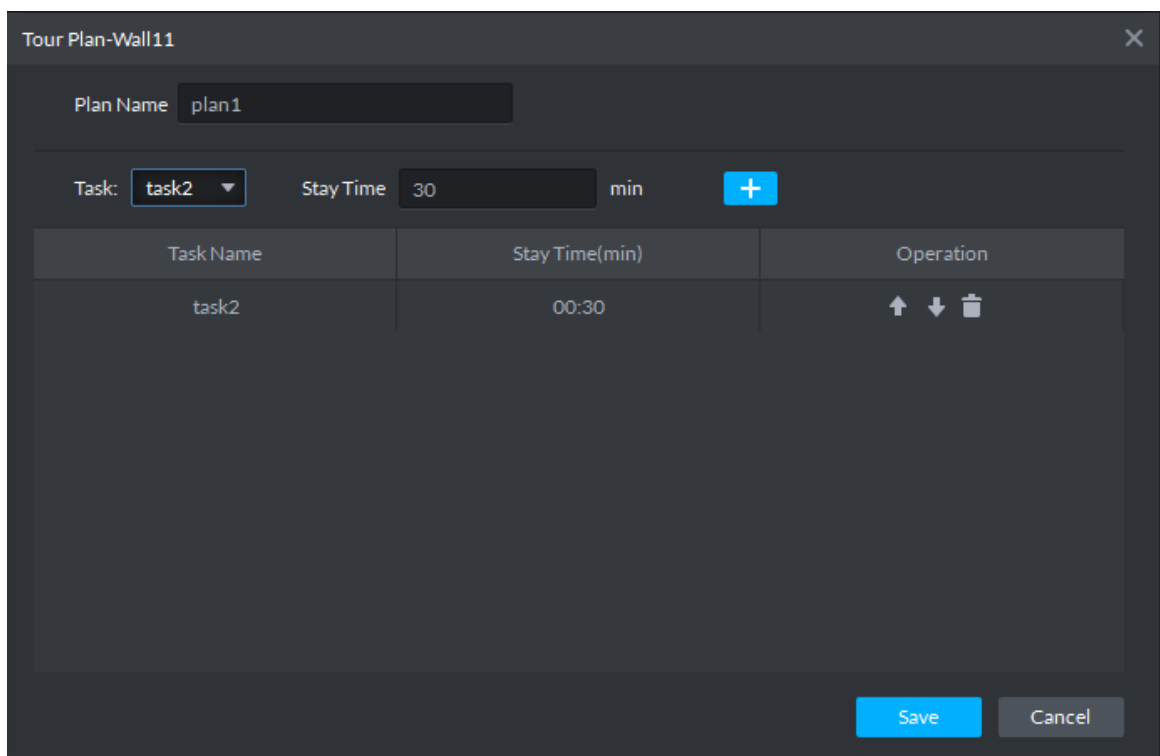 Tour Plan-Wall11
Plan Name plan1
Task: task2 Stay Time 30 min
Task Name Stay Time(min) Operation
task2 00:30
Save Cancel